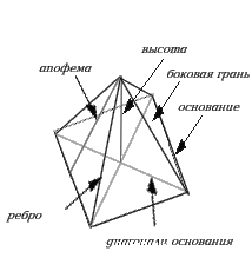 высота
апофема
боковая грань
основание
ребро
диагонали основания